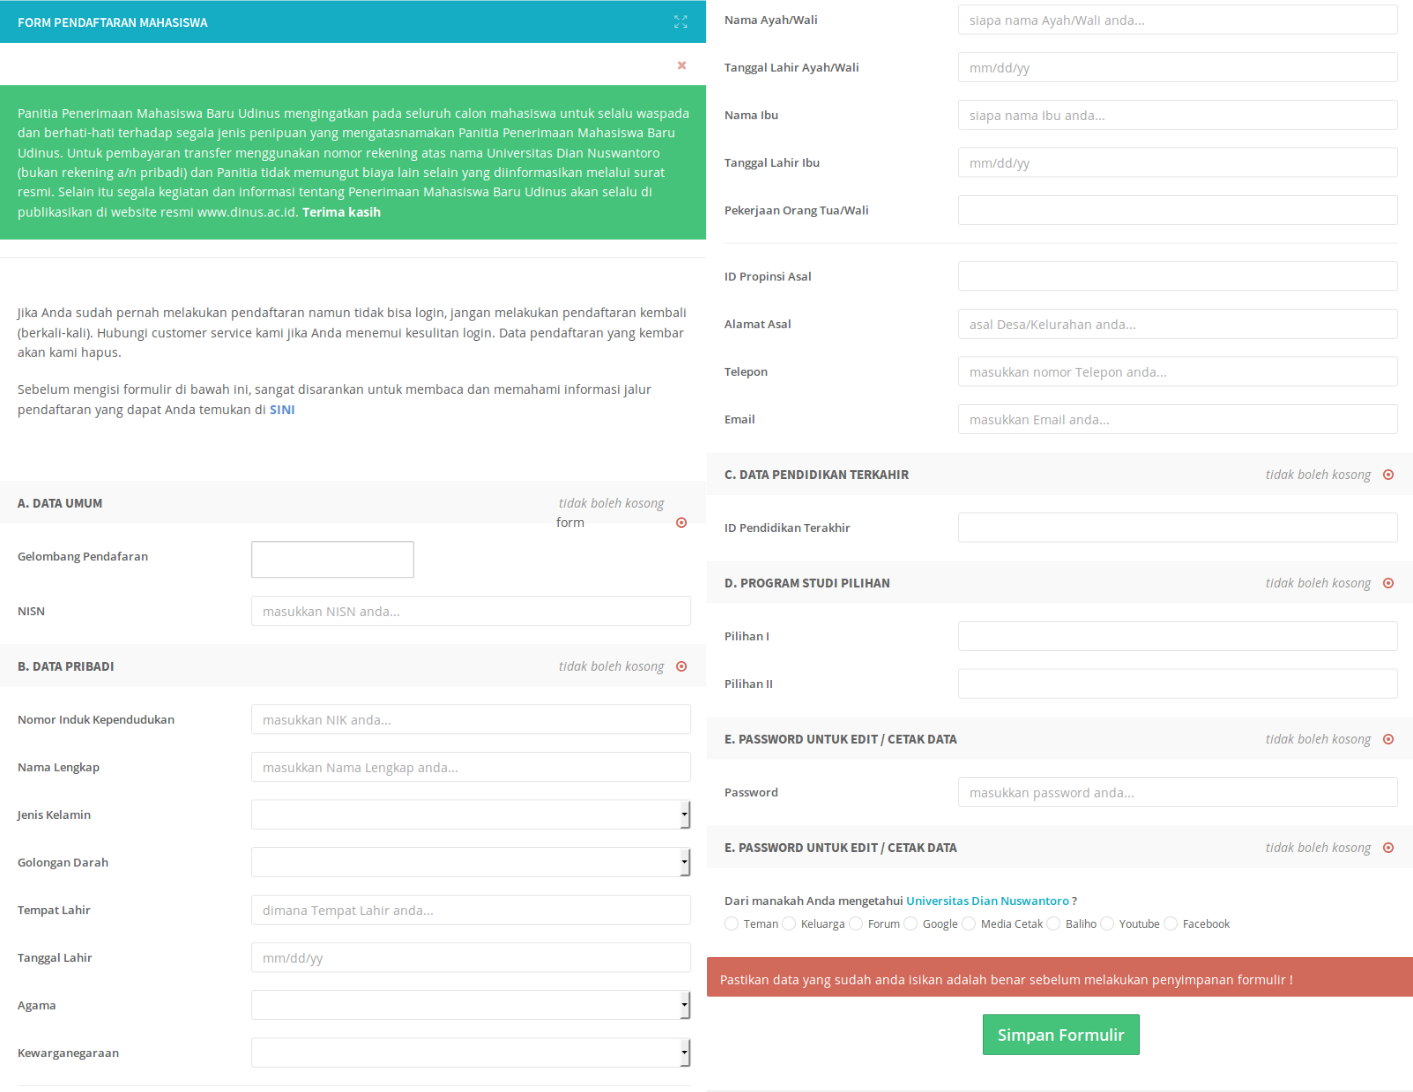 FORM PENDAFTARAN MAHASISWA
Panitia Penerimaan Mahasiswa Baru Udinus mengingatkan pada seluruh calon mahasiswa untuk selalu waspada
dan berhati-hati terhadap segala jenis penipuan yang mengatasnamakan Panitia Penerimaan Mahasiswa Baru
Udinus. Untuk pembayaran transfer menggunakan nomor rekening atas nama Universitas Dian Nuswantoro
(bukan rekening a/n pribadi) dan Panitia tidak memungut biaya lain selain yang diinformasikan melalui surat
resmi. Selain itu segala kegiatan dan informasi tentang Penerimaan Mahasiswa Baru Udinus akan selalu di
publikasikan di website resmi www.dinus.ac.id. Terima kasih
Jika Anda sudah pernah melakukan pendaftaran namun tidak bisa login, jangan melakukan pendaftaran kembali
(berkali-kali). Hubungi customer service kami jika Anda menemui kesulitan login. Data pendaftaran yang kembar
akan kami hapus.
Sebelum mengisi formulir di bawah ini, sangat disarankan untuk membaca dan memahami informasi jalur
pendaftaran yang dapat Anda temukan di SINI
A. DATA UMUM tidak boleh kosong
form
Gelombang Pendafaran
NISN masukkan NISN anda...
B. DATA PRIBADI tidak boleh kosong
Nomor Induk Kependudukan masukkan NIK anda...
Nama Lengkap masukkan Nama Lengkap anda...
Jenis Kelamin
Golongan Darah
Tempat Lahir dimana Tempat Lahir anda...
Tanggal Lahir mm/dd/yy
Agama
Kewarganegaraan
Nama Ayah/Wali siapa nama Ayah/Wali anda...
Tanggal Lahir Ayah/Wali mm/dd/yy
Nama Ibu siapa nama Ibu anda...
Tanggal Lahir Ibu mm/dd/yy
Pekerjaan Orang Tua/Wali
ID Propinsi Asal
Alamat Asal asal Desa/Kelurahan anda...
Telepon masukkan nomor Telepon anda...
Email masukkan Email anda...
C. DATA PENDIDIKAN TERKAHIR tidak boleh kosong
ID Pendidikan Terakhir
D. PROGRAM STUDI PILIHAN tidak boleh kosong
Pilihan I
Pilihan II
E. PASSWORD UNTUK EDIT / CETAK DATA tidak boleh kosong
Password masukkan password anda...
E. PASSWORD UNTUK EDIT / CETAK DATA tidak boleh kosong
Dari manakah Anda mengetahui Universitas Dian Nuswantoro ?
Teman Keluarga Forum Google Media Cetak Baliho Youtube Facebook
Pastikan data yang sudah anda isikan adalah benar sebelum melakukan penyimpanan formulir !
Simpan Formulir